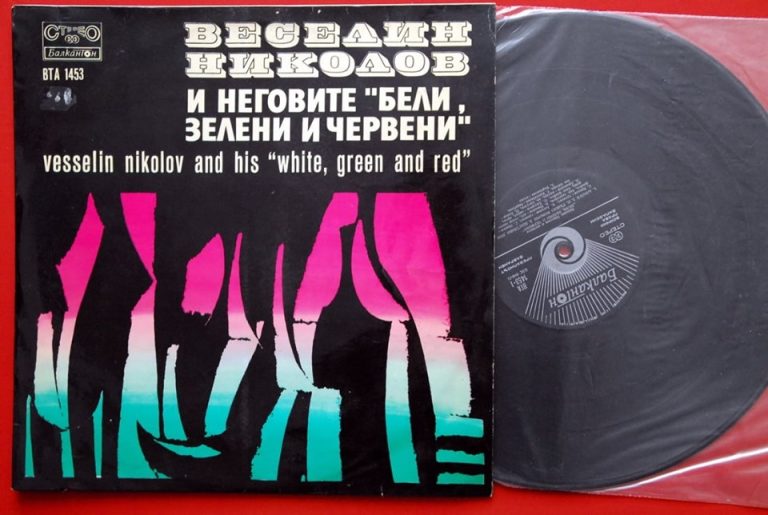 СТЕРЕО
Балкантон
ВТА 1453
ВЕСЕЛИН
НИКОЛОВ
И НЕГОВИТЕ "БЕЛИ,
ЗЕЛЕНИ И ЧЕРВЕНИ"
vesselin nikolov and his "white, green and red"
СТЕРЕО
Балкантон